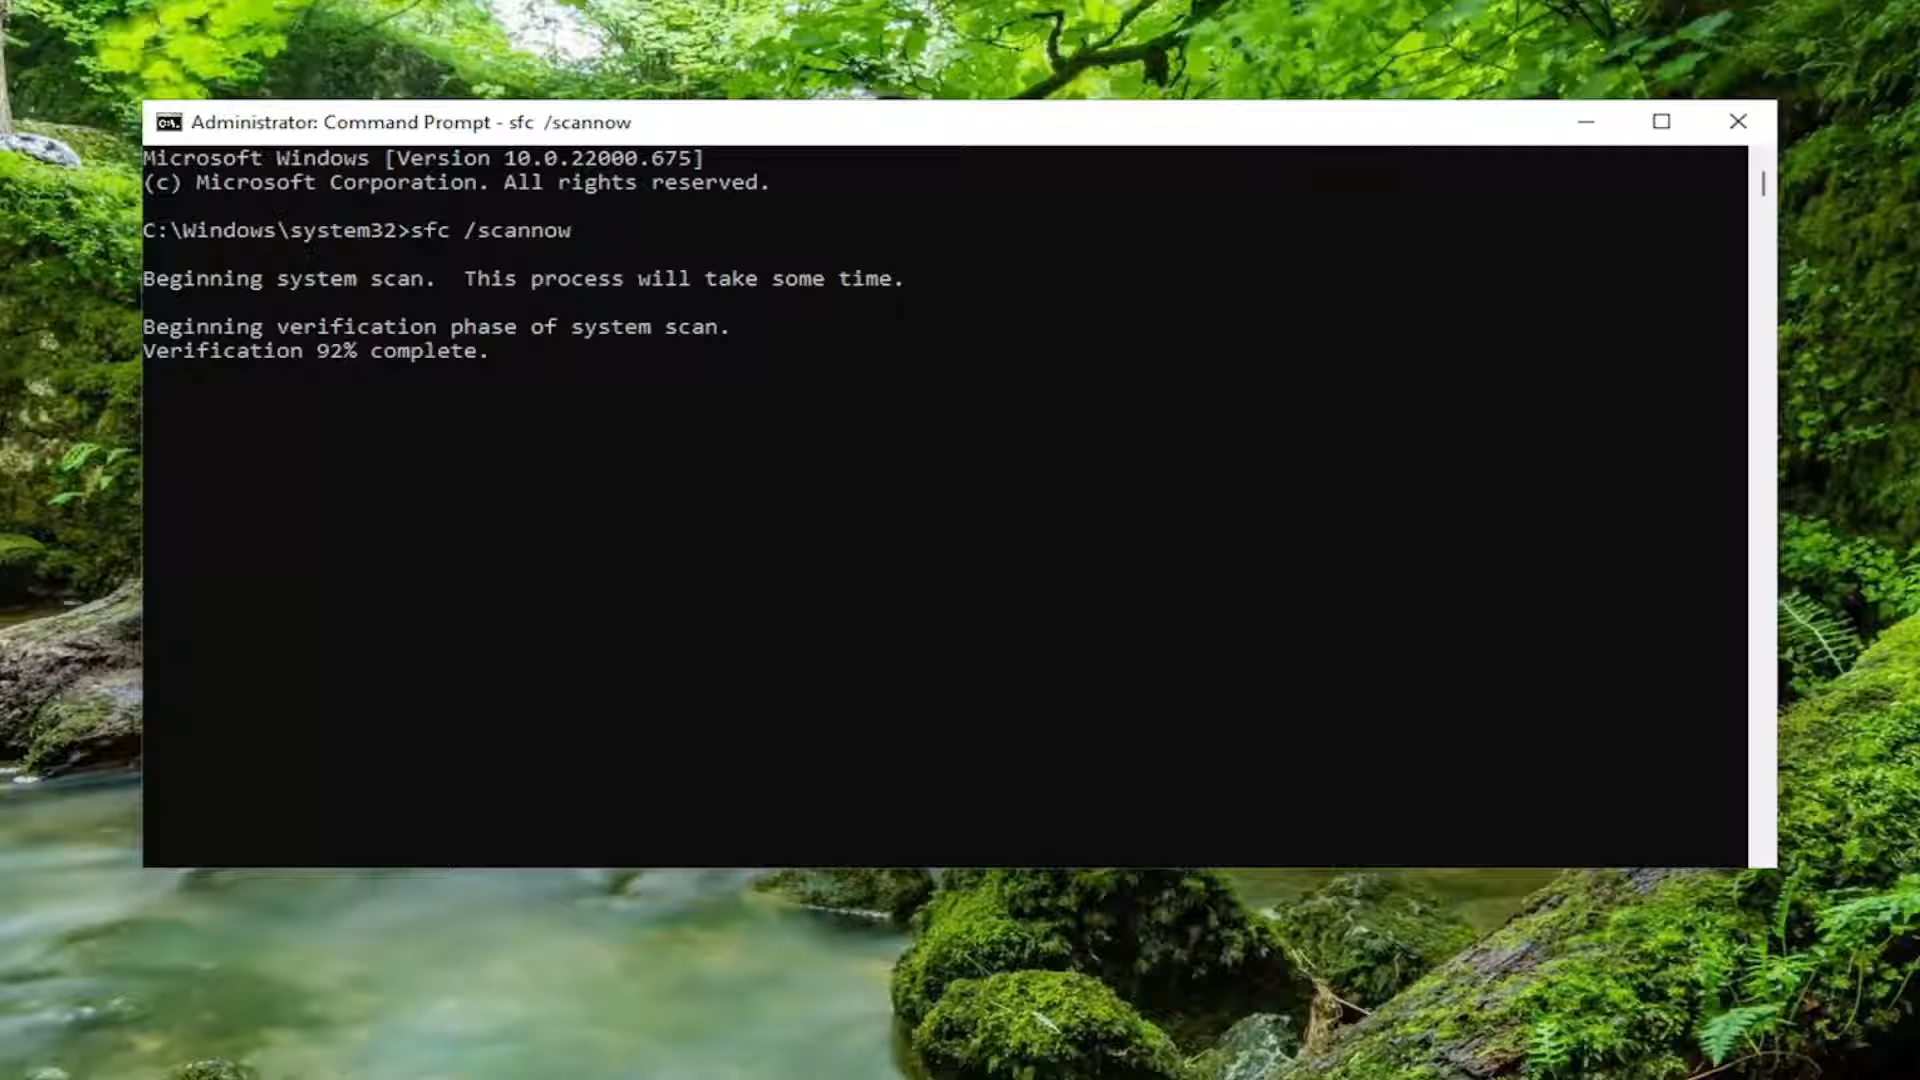 Administrator: Command Prompt - sfc  /scannow
Microsoft Windows [Version 10.0.22000.675]
(c) Microsoft Corporation. All rights reserved.
C:\Windows\system32>sfc /scannow
Beginning system scan.  This process will take some time.
Beginning verification phase of system scan.
Verification 92% complete.